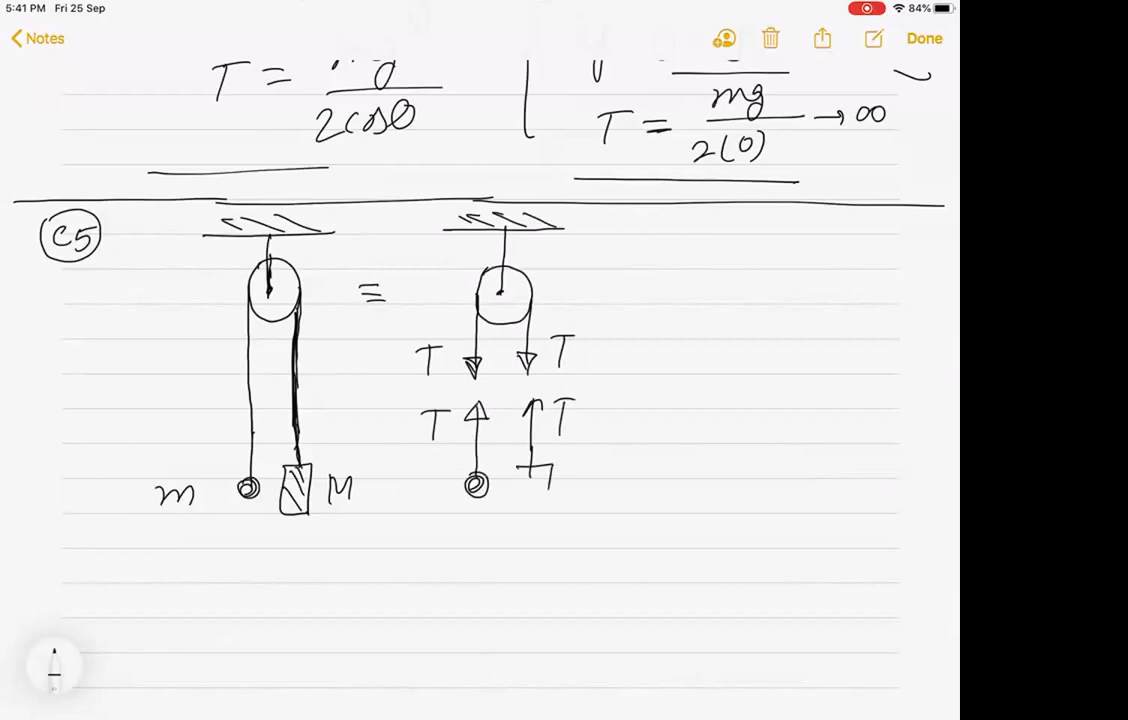 5:41 PM Fri 25 Sep
84%
Notes
Done
T =
2cosθ
T = mg → ∞
2(0)
C5
≡
T T
T T
m M